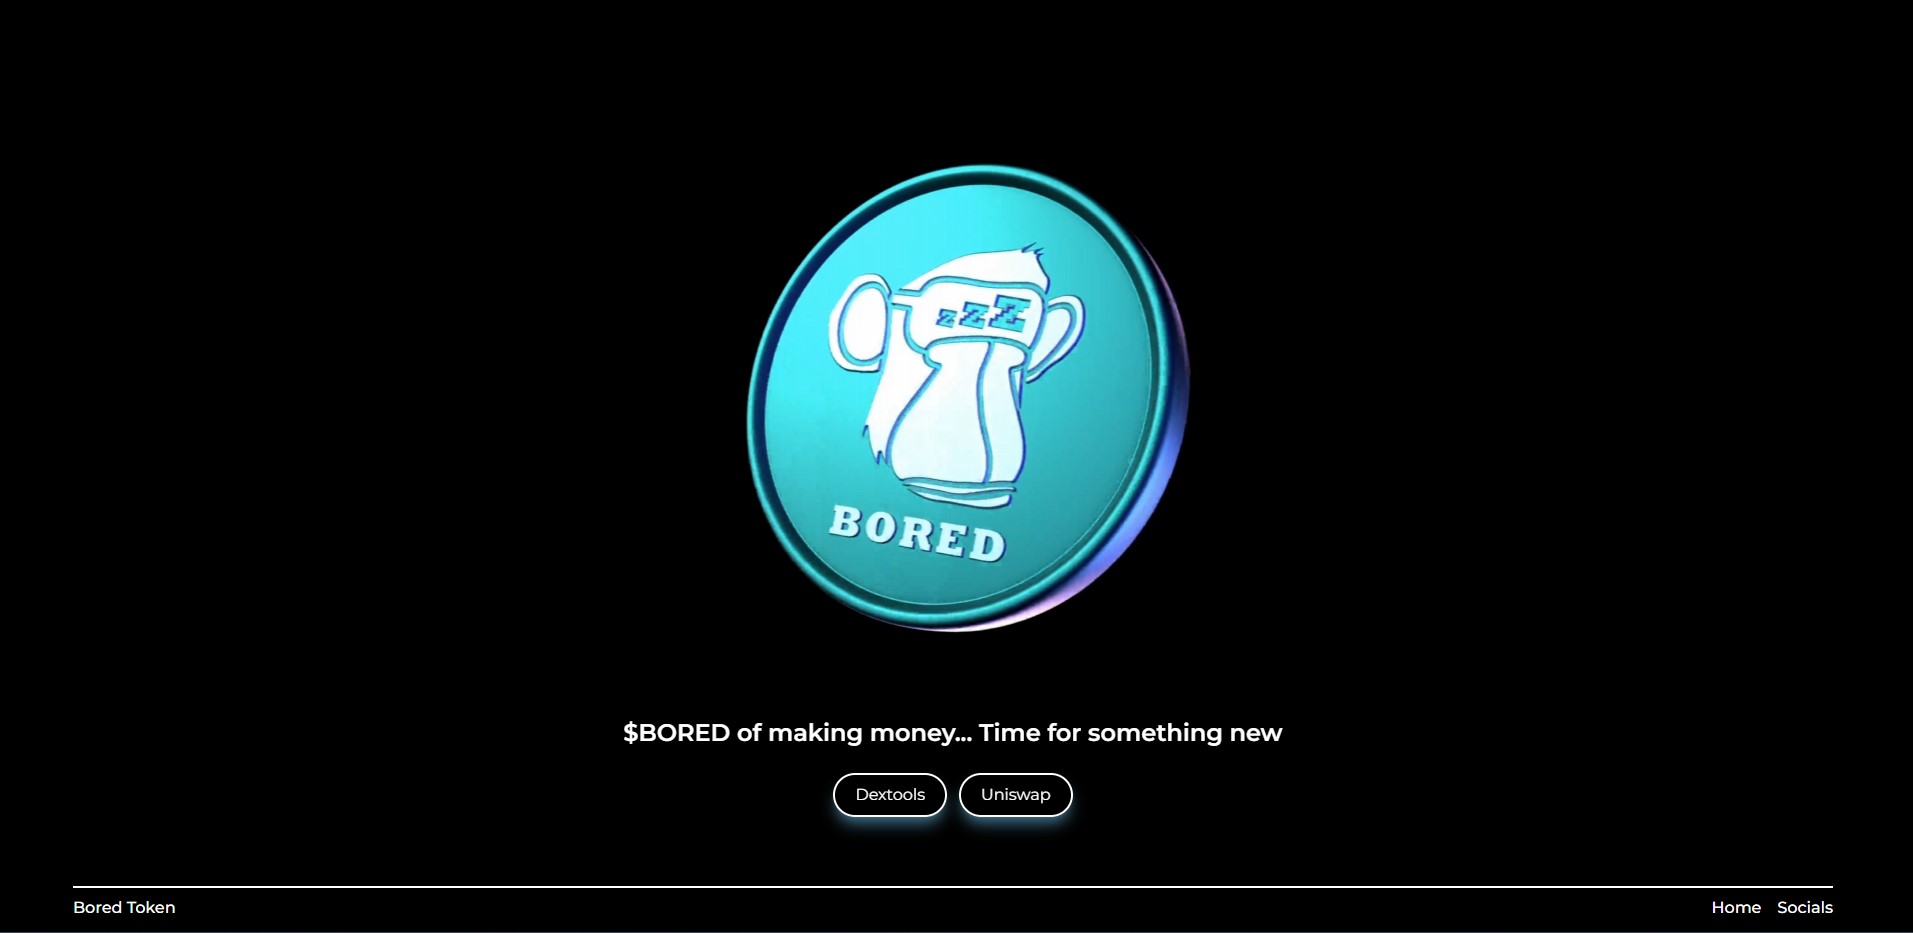 zzZ
BORED
$BORED of making money... Time for something new
Dextools Uniswap
Bored Token Home Socials